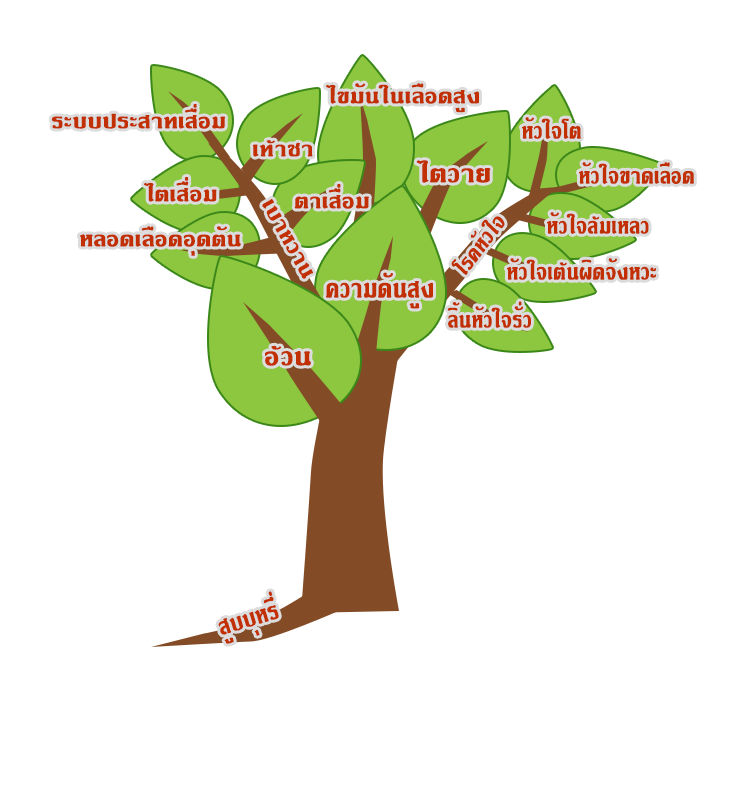 ไขมันในเลือดสูง
ระบบประสาทเสื่อม
หัวใจโต
เท้าชา
ไตวาย
หัวใจขาดเลือด
ไตเสื่อม
ตาเสื่อม
หัวใจล้มเหลว
หลอดเลือดอุดตัน
เบาหวาน
โรคหัวใจ
หัวใจเต้นผิดจังหวะ
ความดันสูง
ลิ้นหัวใจรั่ว
อ้วน
สูบบุหรี่